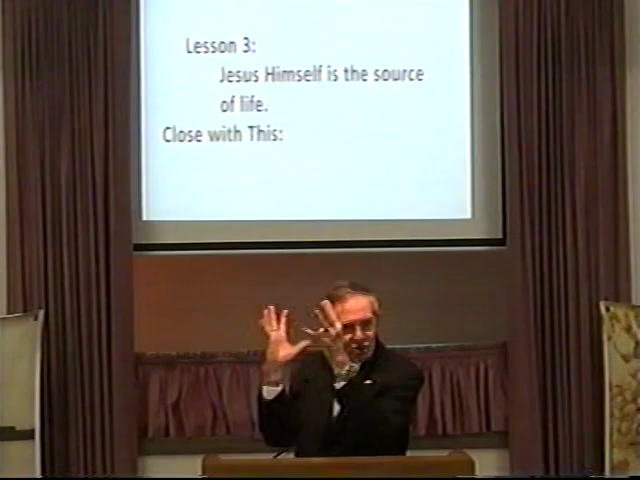 Lesson 3:
Jesus Himself is the source
of life.
Close with This: